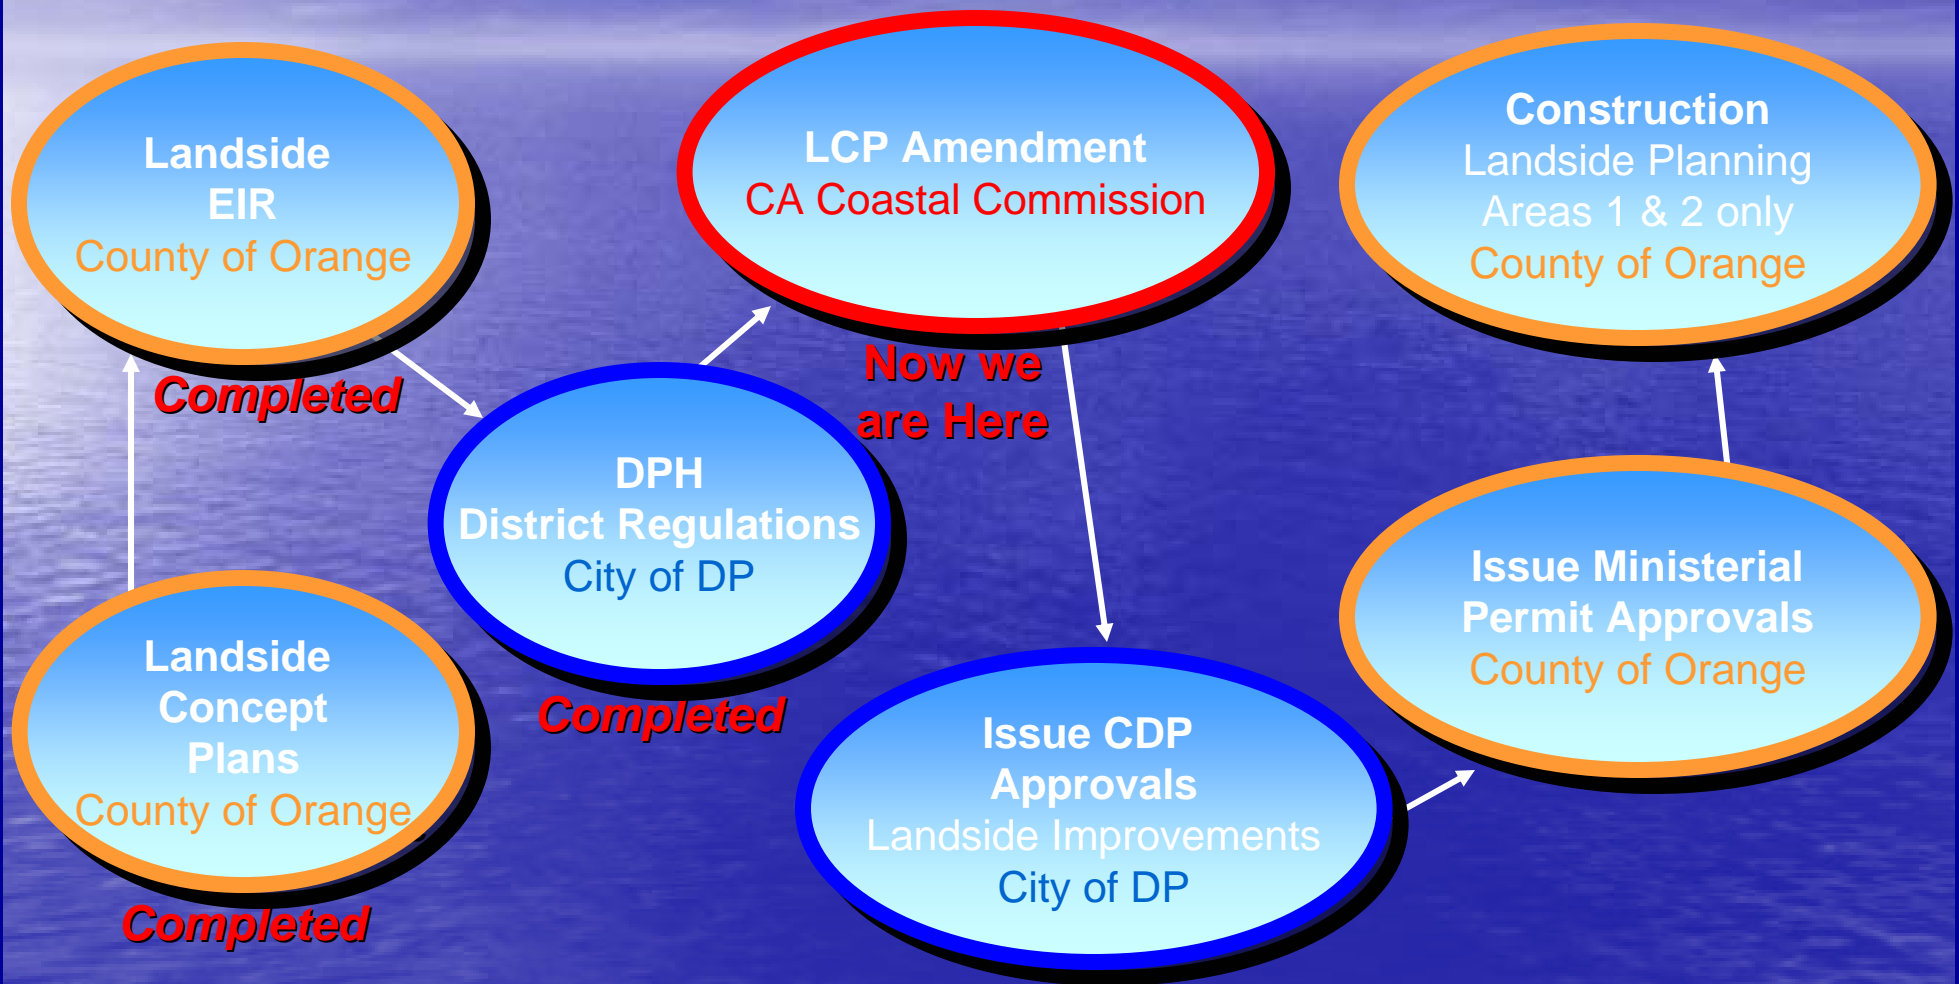 Landside
EIR
County of Orange
Completed
LCP Amendment
CA Coastal Commission
Now we
are Here
Construction
Landside Planning
Areas 1 & 2 only
County of Orange
DPH
District Regulations
City of DP
Completed
Landside
Concept
Plans
County of Orange
Completed
Issue CDP
Approvals
Landside Improvements
City of DP
Issue Ministerial
Permit Approvals
County of Orange